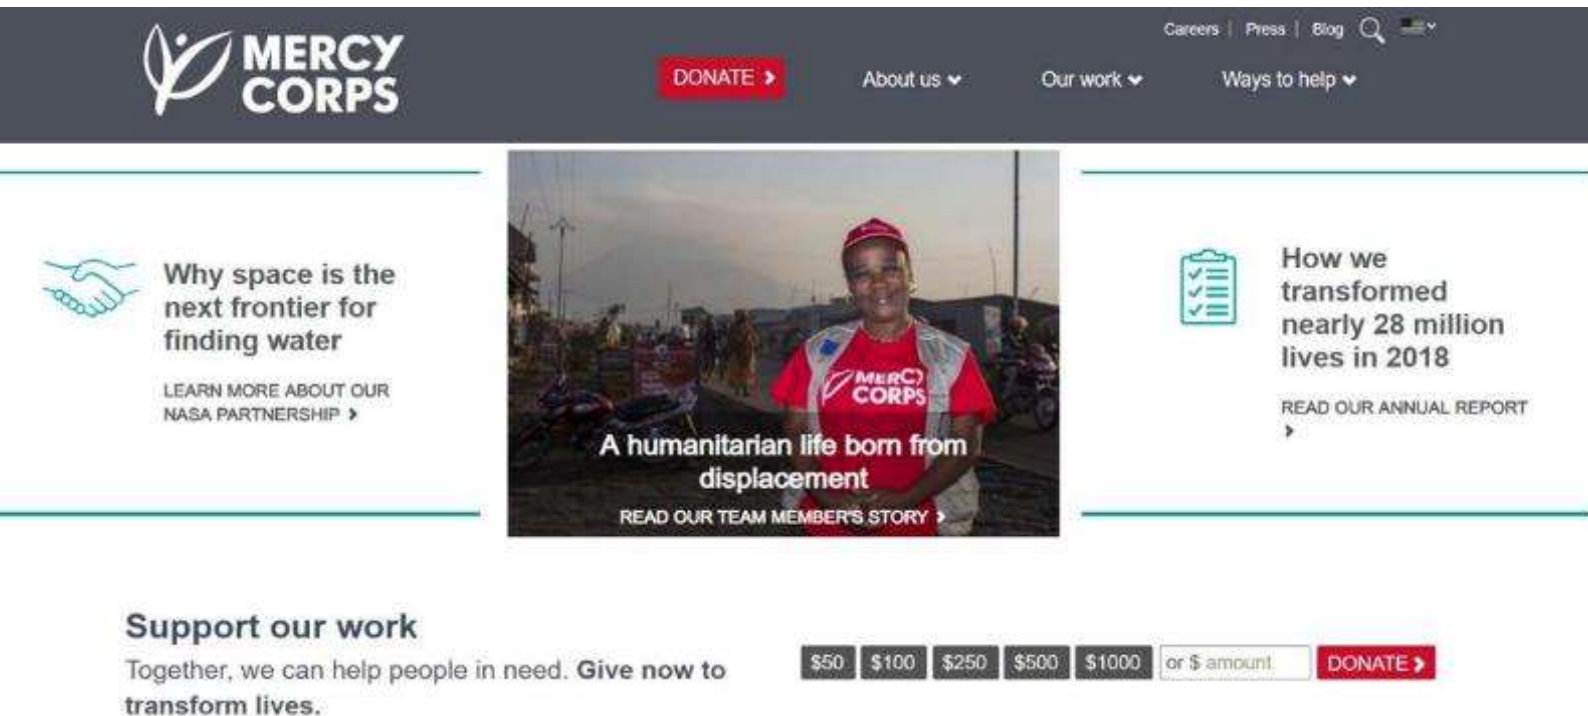 MERCY
CORPS
Careers | Press | Blog
DONATE
About us
Our work
Ways to help
Why space is the
next frontier for
finding water
LEARN MORE ABOUT OUR
NASA PARTNERSHIP
MERCY
CORPS
A humanitarian life born from
displacement
READ OUR TEAM MEMBER'S STORY
How we
transformed
nearly 28 million
lives in 2018
READ OUR ANNUAL REPORT
Support our work
Together, we can help people in need. Give now to
transform lives.
$50 $100 $250 $500 $1000 or $ amount DONATE